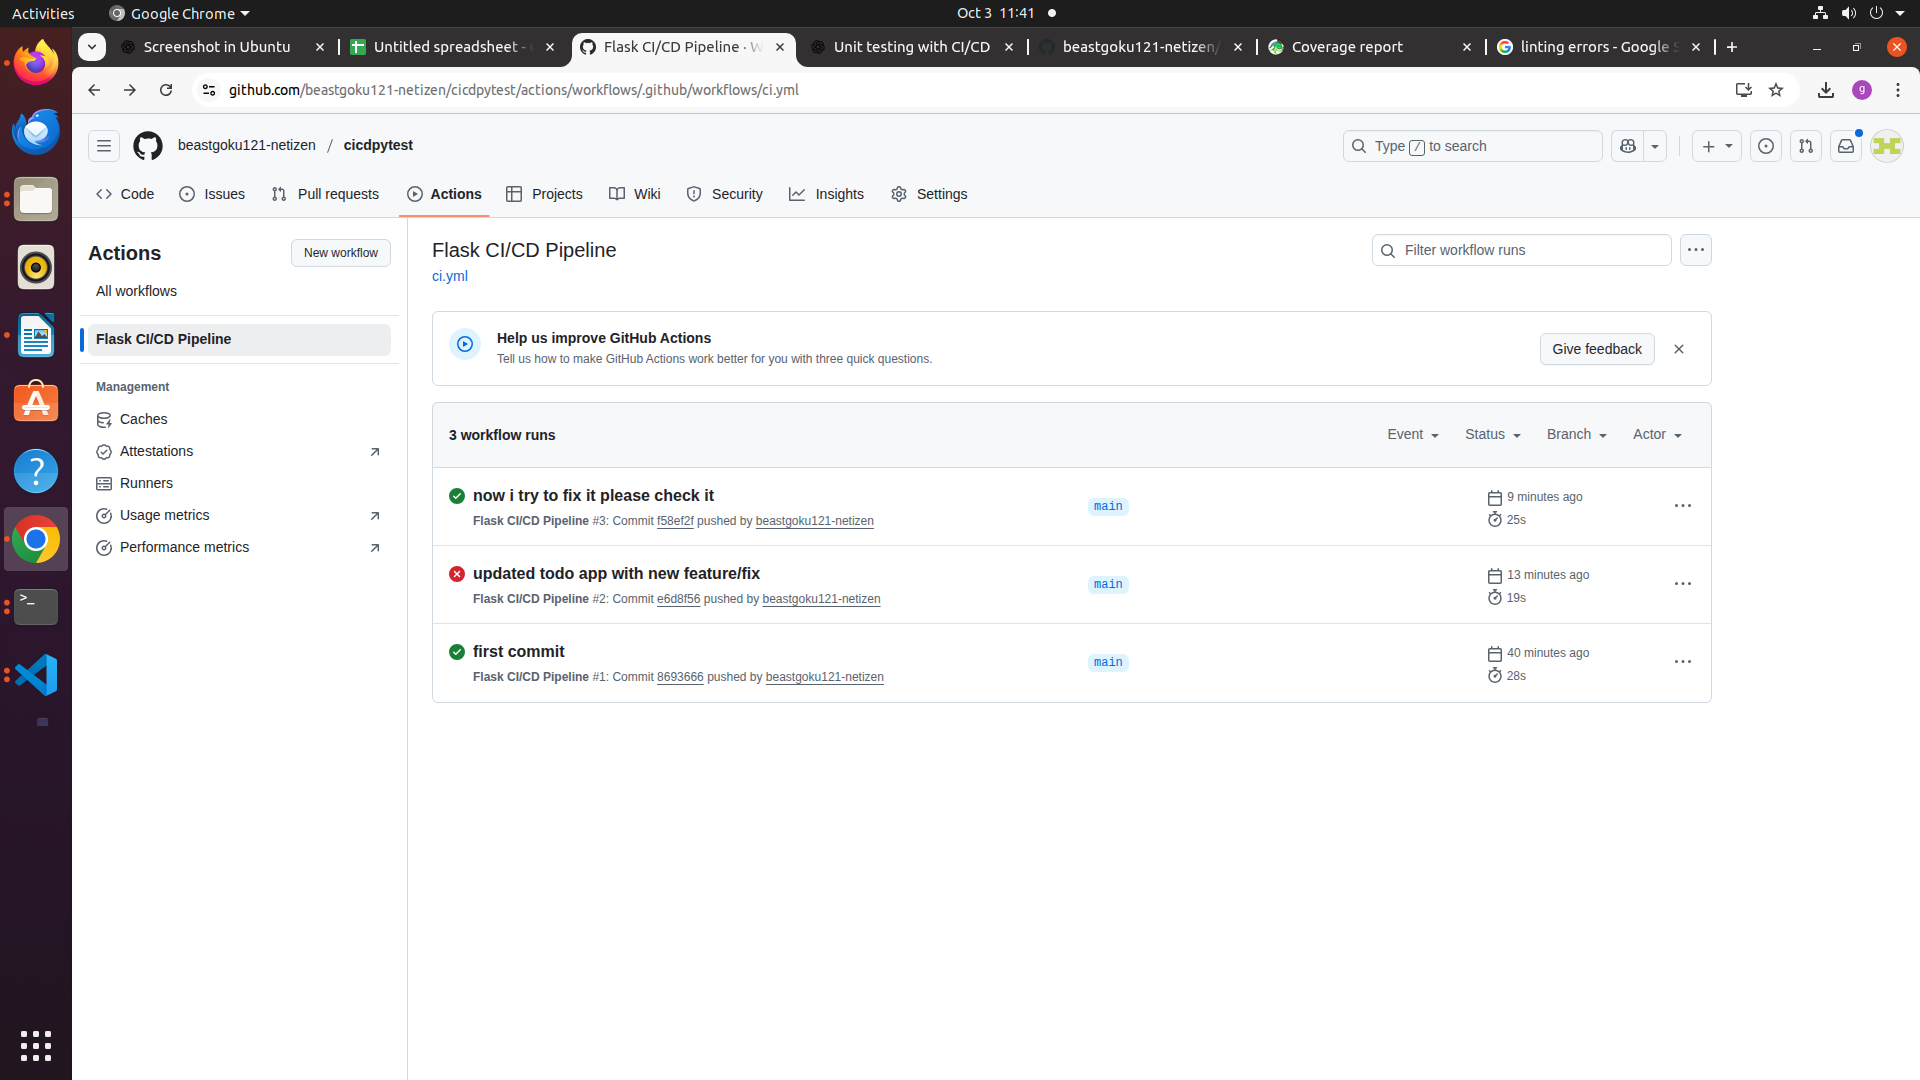 Activities
Google Chrome
Oct 3 11:41
Screenshot in Ubuntu
Untitled spreadsheet -
Flask CI/CD Pipeline · W
Unit testing with CI/CD
beastgoku121-netizen/
Coverage report
linting errors - Google S
github.com/beastgoku121-netizen/cicdpytest/actions/workflows/.github/workflows/ci.yml
g
beastgoku121-netizen / cicdpytest
Type / to search
Code
Issues
Pull requests
Actions
Projects
Wiki
Security
Insights
Settings
Actions
New workflow
All workflows
Flask CI/CD Pipeline
Management
Caches
Attestations
Runners
Usage metrics
Performance metrics
Flask CI/CD Pipeline
ci.yml
Filter workflow runs
Help us improve GitHub Actions
Tell us how to make GitHub Actions work better for you with three quick questions.
Give feedback
3 workflow runs
Event
Status
Branch
Actor
now i try to fix it please check it
Flask CI/CD Pipeline #3: Commit f58ef2f pushed by beastgoku121-netizen
main
9 minutes ago
25s
updated todo app with new feature/fix
Flask CI/CD Pipeline #2: Commit e6d8f56 pushed by beastgoku121-netizen
main
13 minutes ago
19s
first commit
Flask CI/CD Pipeline #1: Commit 8693666 pushed by beastgoku121-netizen
main
40 minutes ago
28s